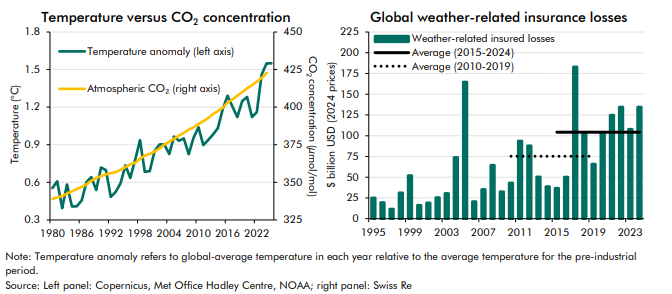 Temperature versus CO₂ concentration
1.8
1.5
1.2
0.9
0.6
0.3
Temperature (°C)
Temperature anomaly (left axis)
Atmospheric CO₂ (right axis)
450
425
400
375
350
325
CO₂ concentration (μmol/mol)
1980 1986 1992 1998 2004 2010 2016 2022
Global weather-related insurance losses
225
200
175
150
125
100
75
50
25
0
$ billion USD (2024 prices)
Weather-related insured losses
Average (2015-2024)
Average (2010-2019)
1995 1999 2003 2007 2011 2015 2019 2023
Note: Temperature anomaly refers to global-average temperature in each year relative to the average temperature for the pre-industrial
period.
Source: Left panel: Copernicus, Met Office Hadley Centre, NOAA; right panel: Swiss Re